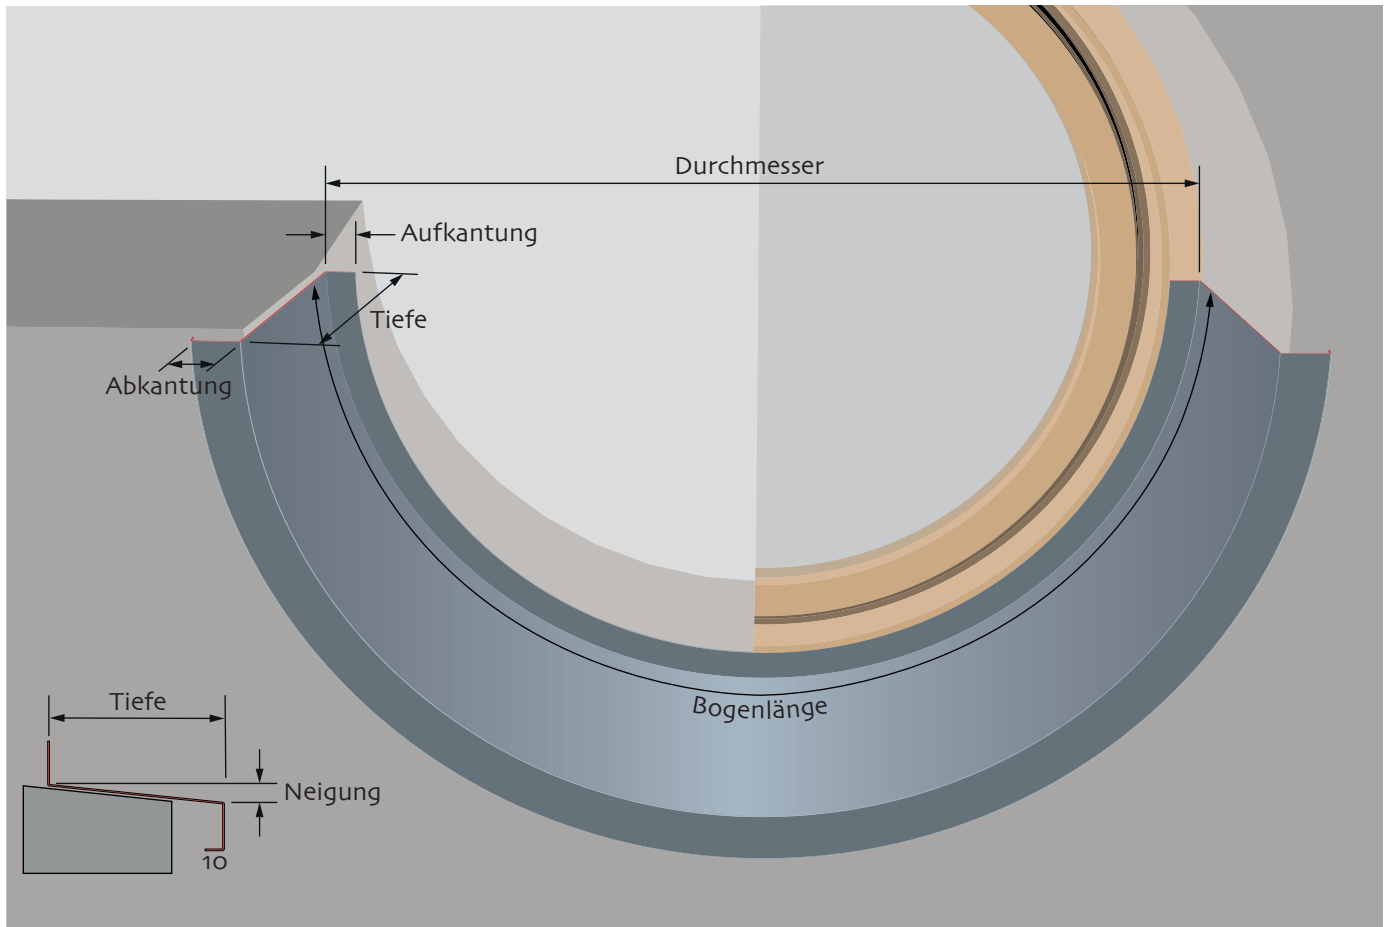 Durchmesser
Aufkantung
Tiefe
Abkantung
Bogenlänge
Tiefe
Neigung
10